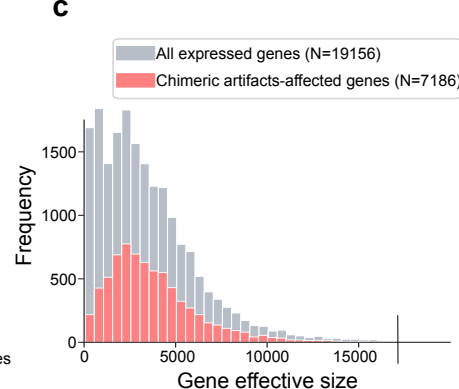 c
All expressed genes (N=19156)
Chimeric artifacts-affected genes (N=7186)
Frequency
1500
1000
500
0
0 5000 10000 15000
es
Gene effective size